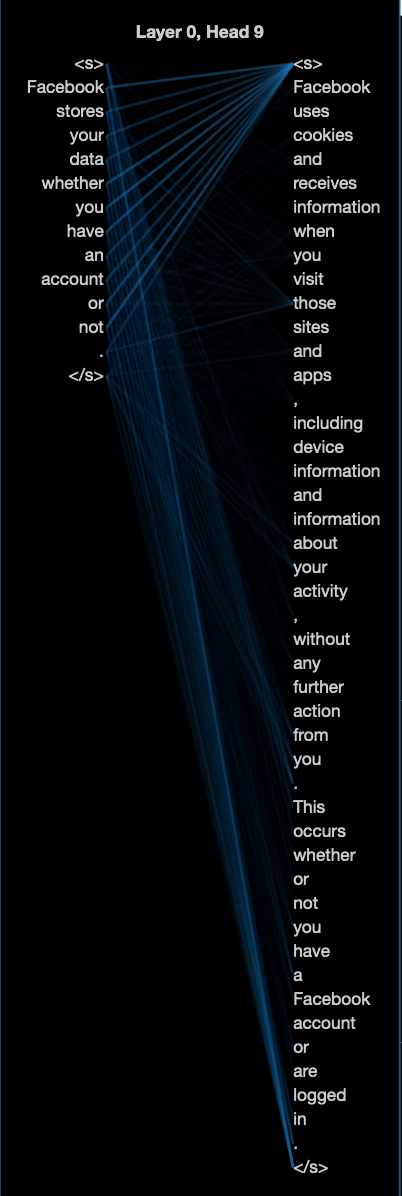 Layer 0, Head 9
<s>
Facebook
stores
your
data
whether
you
have
an
account
or
not
.
</s>
<s>
Facebook
uses
cookies
and
receives
information
when
you
visit
those
sites
and
apps
,
including
device
information
and
information
about
your
activity
,
without
any
further
action
from
you
.
This
occurs
whether
or
not
you
have
a
Facebook
account
or
are
logged
in
.
</s>